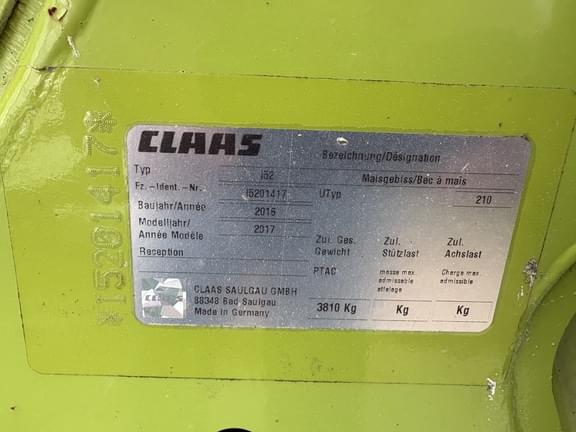 *15201417*
CLAAS
Bezeichnung/Désignation
Typ I52 Maisgebiss/Bec à mais
Fz.-Ident.-Nr. I5201417 UTyp 210
Baujahr/Année 2016
Modelljahr/
Année Modèle 2017
Reception
Zul. Ges.
Gewicht
Zul.
Stützlast
Zul.
Achslast
PTAC
masse max.
admissible
attelage
Charge max.
admissible
CLAAS
CLAAS SAULGAU GMBH
88348 Bad Saulgau
Made in Germany
3810 Kg Kg Kg